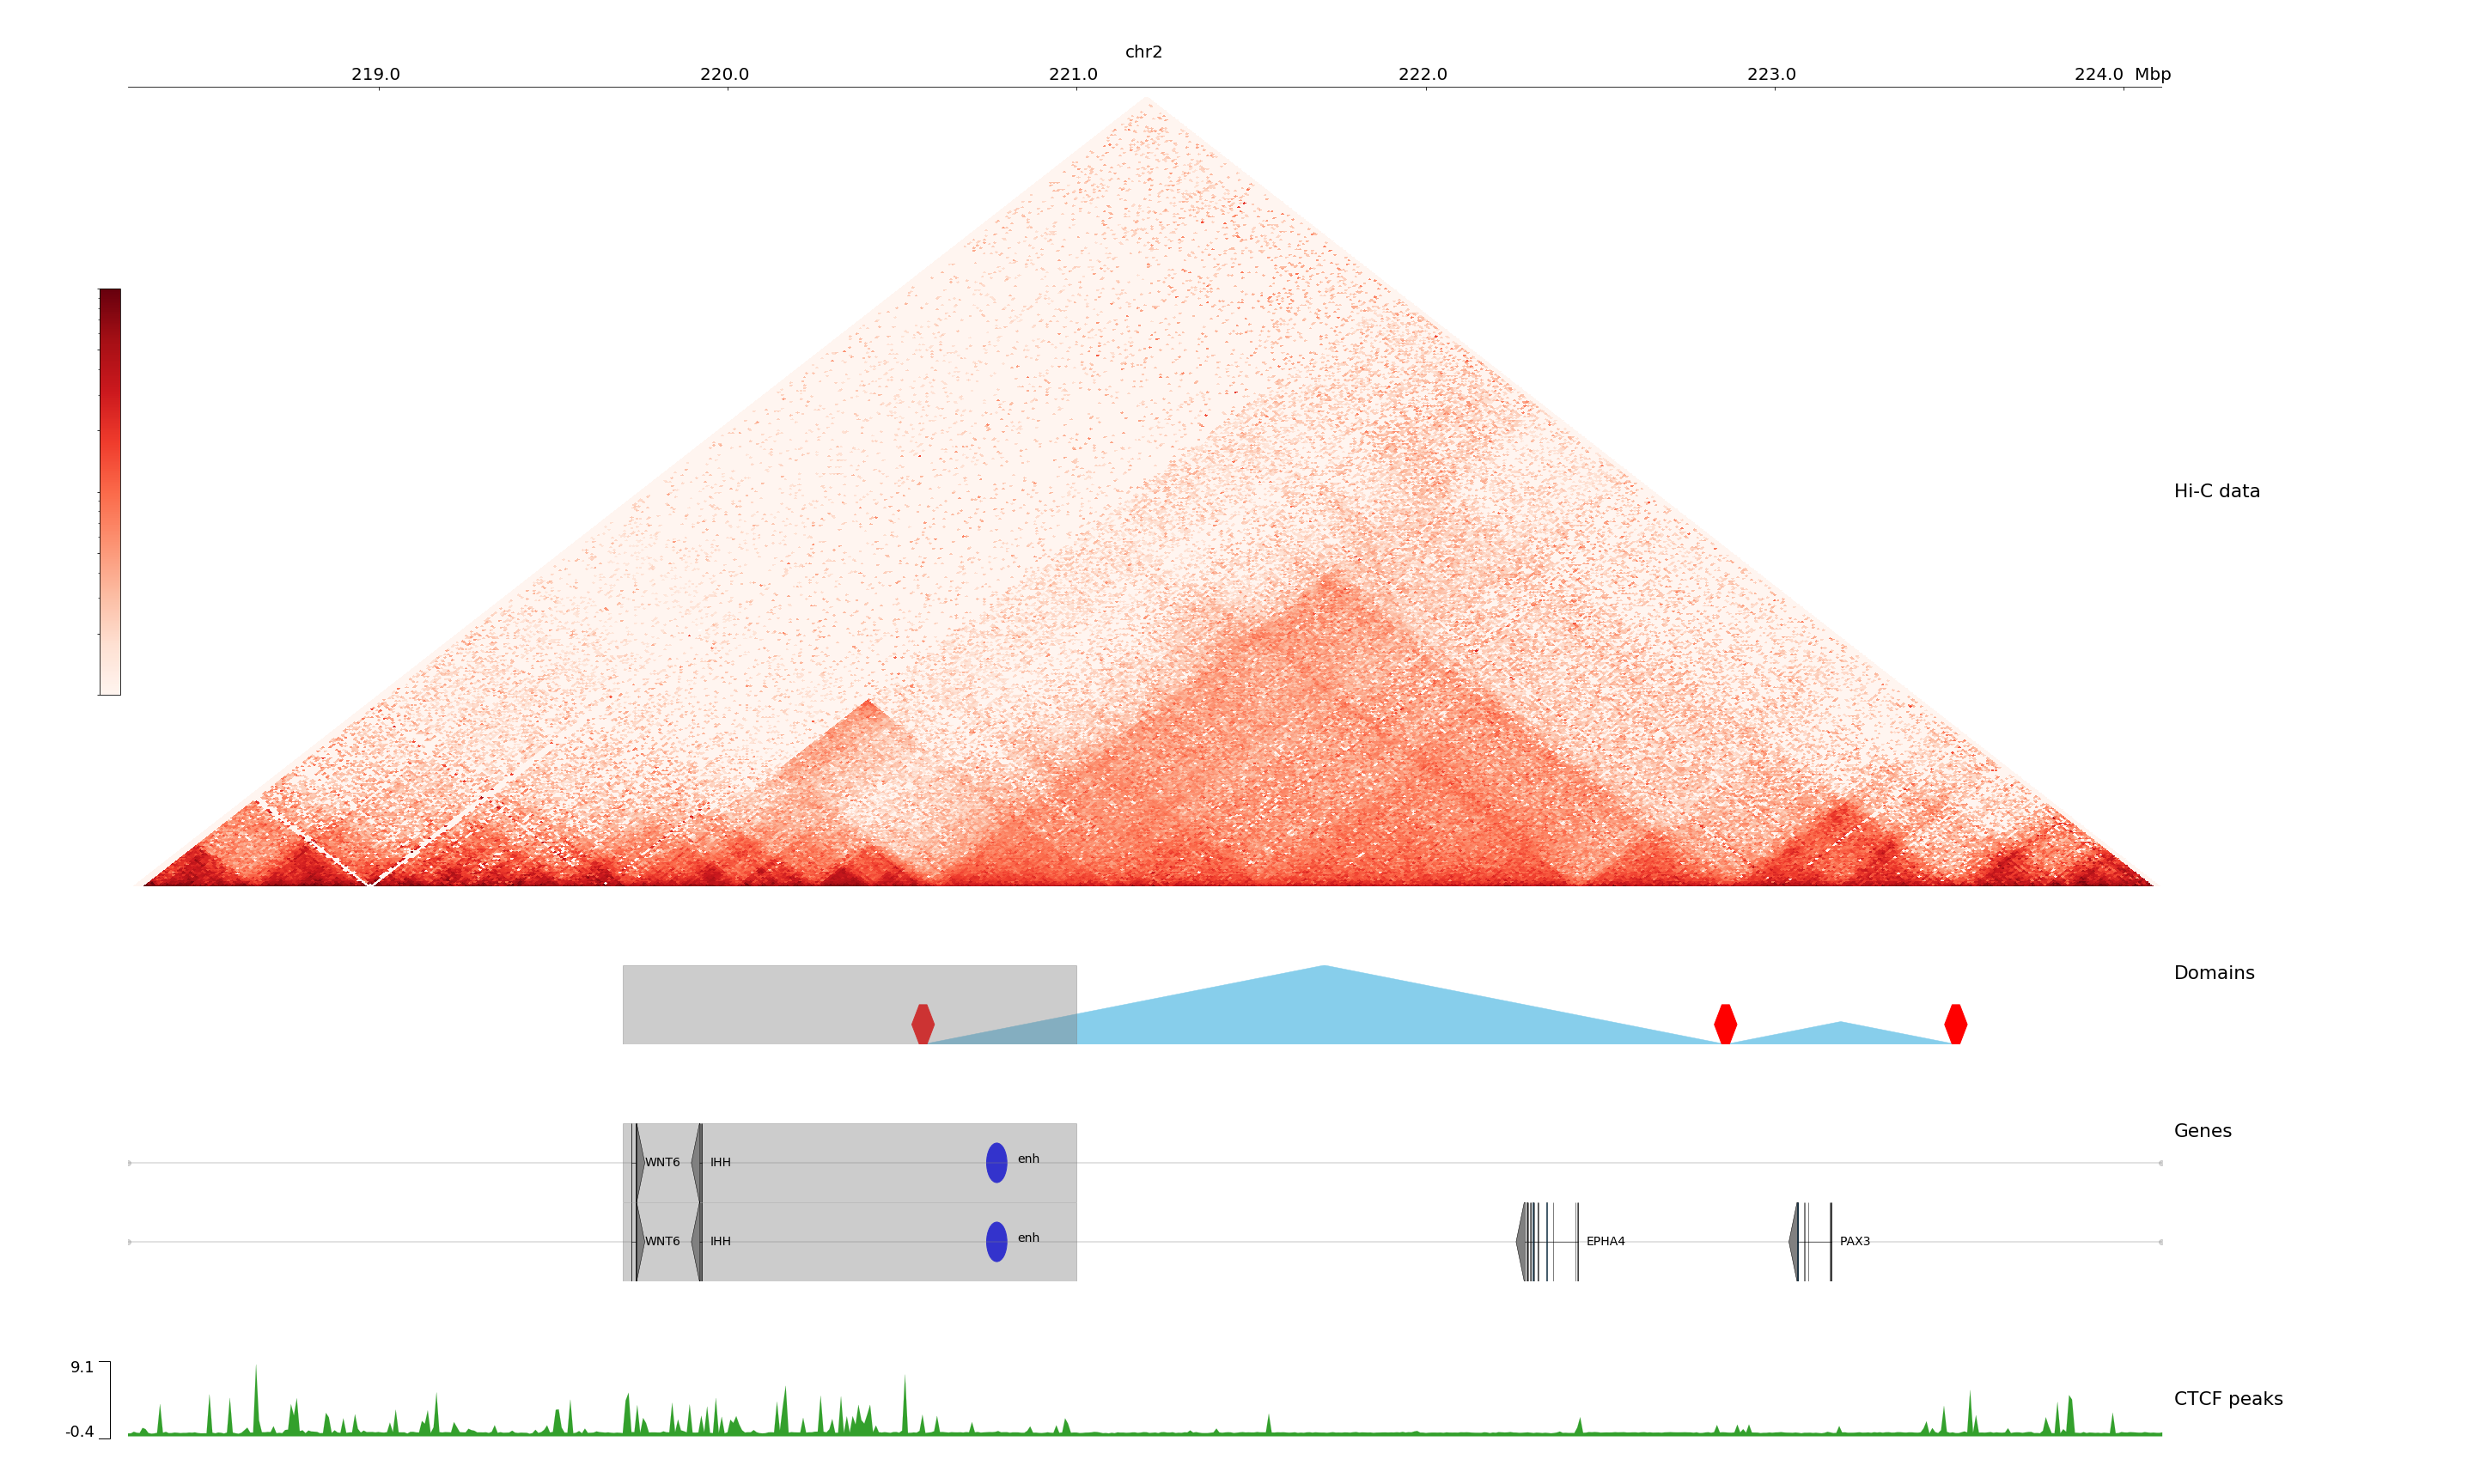 chr2
219.0 220.0 221.0 222.0 223.0 224.0 Mbp
Hi-C data
Domains
Genes
WNT6 IHH enh
WNT6 IHH enh EPHA4 PAX3
9.1
CTCF peaks
-0.4